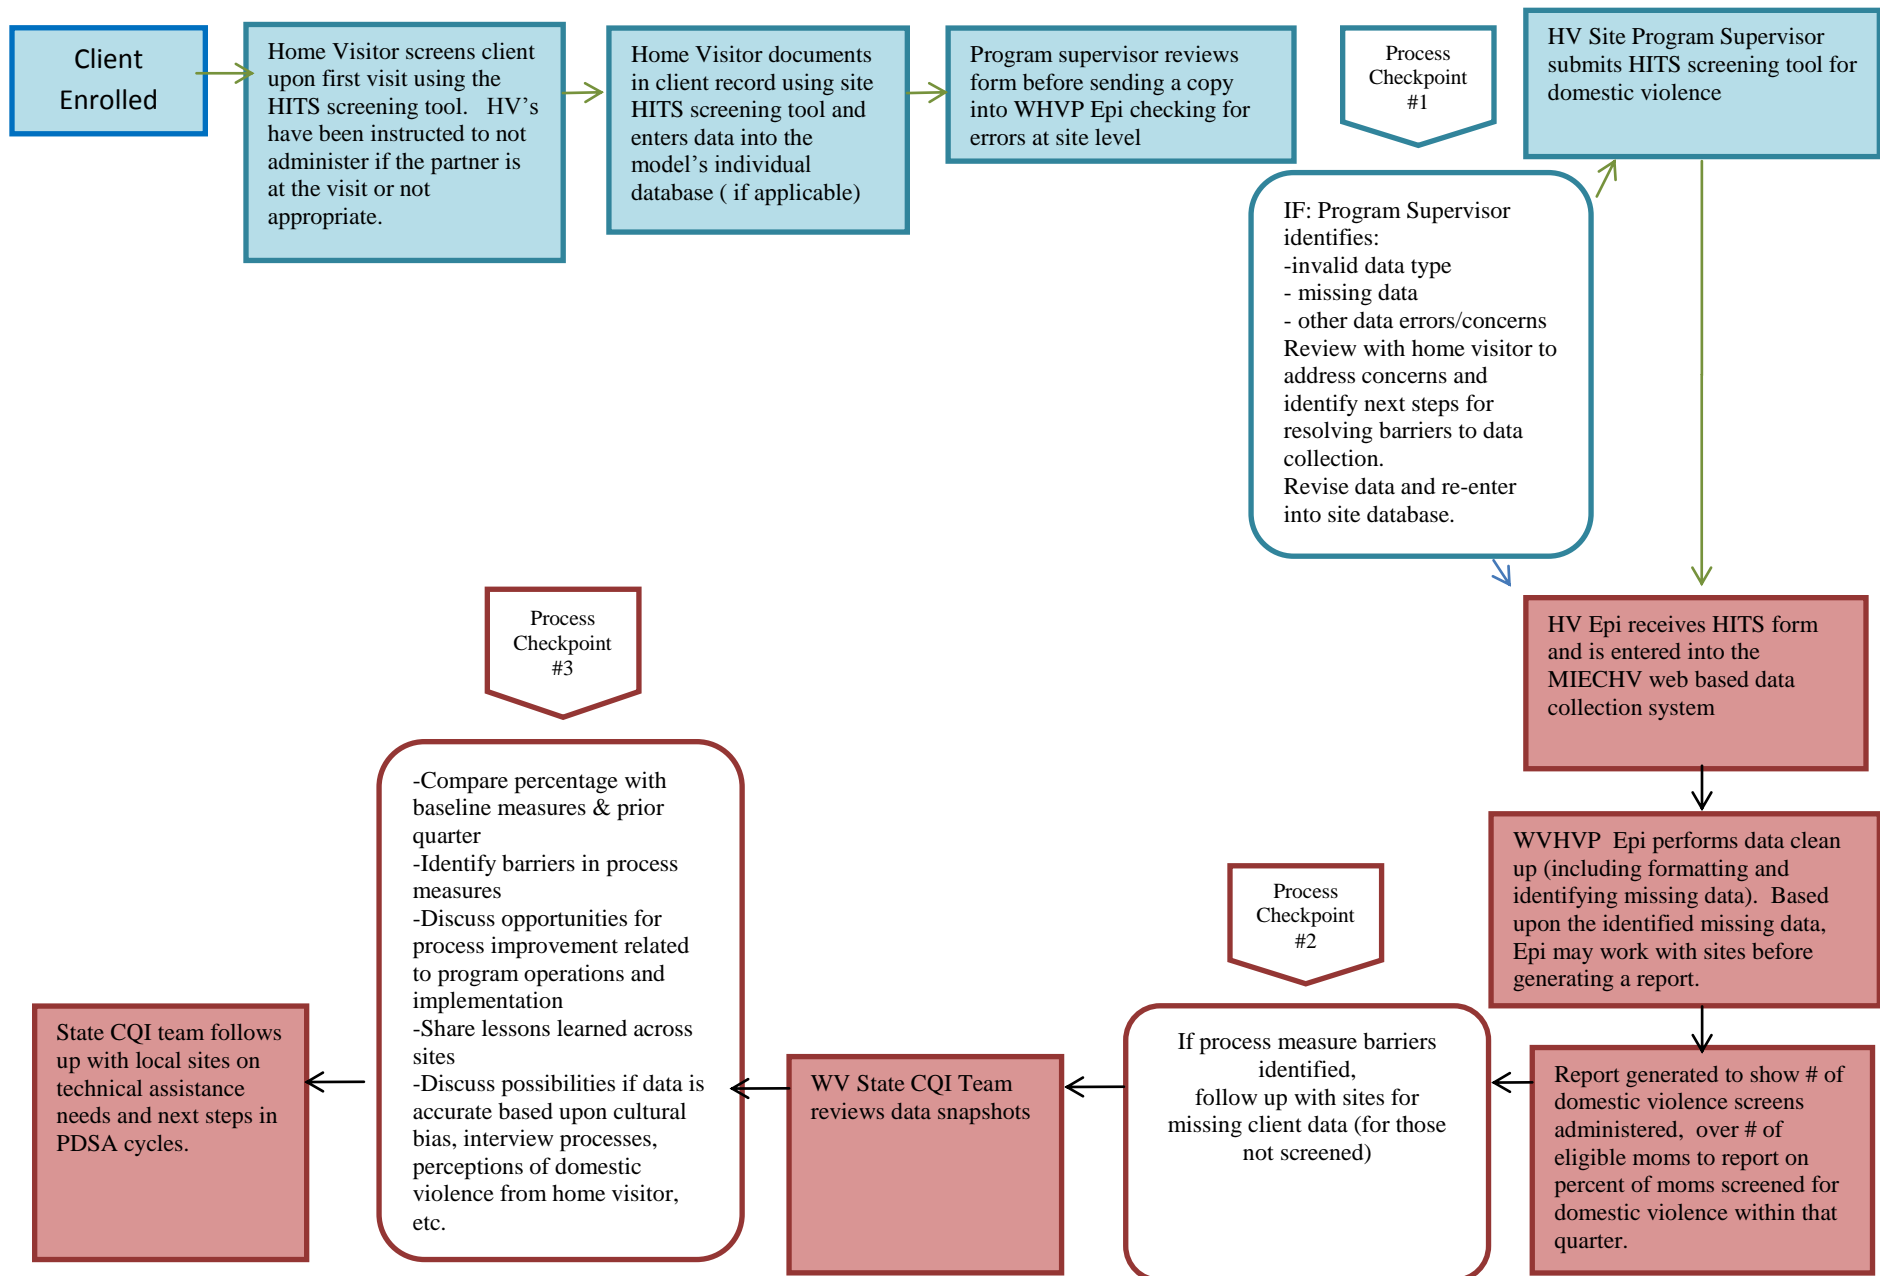 Client
Enrolled
Home Visitor screens client
upon first visit using the
HITS screening tool.   HV's
have been instructed to not
administer if the partner is
at the visit or not
appropriate.
Home Visitor documents
in client record using site
HITS screening tool and
enters data into the
model's individual
database ( if applicable)
Program supervisor reviews
form before sending a copy
into WHVP Epi checking for
errors at site level
Process
Checkpoint
#1
HV Site Program Supervisor
submits HITS screening tool for
domestic violence
IF: Program Supervisor
identifies:
-invalid data type
- missing data
- other data errors/concerns
Review with home visitor to
address concerns and
identify next steps for
resolving barriers to data
collection.
Revise data and re-enter
into site database.
HV Epi receives HITS form
and is entered into the
MIECHV web based data
collection system
WVHVP  Epi performs data clean
up (including formatting and
identifying missing data).  Based
upon the identified missing data,
Epi may work with sites before
generating a report.
Report generated to show # of
domestic violence screens
administered,  over # of
eligible moms to report on
percent of moms screened for
domestic violence within that
quarter.
Process
Checkpoint
#2
If process measure barriers
identified,
follow up with sites for
missing client data (for those
not screened)
WV State CQI Team
reviews data snapshots
Process
Checkpoint
#3
-Compare percentage with
baseline measures & prior
quarter
-Identify barriers in process
measures
-Discuss opportunities for
process improvement related
to program operations and
implementation
-Share lessons learned across
sites
-Discuss possibilities if data is
accurate based upon cultural
bias, interview processes,
perceptions of domestic
violence from home visitor,
etc.
State CQI team follows
up with local sites on
technical assistance
needs and next steps in
PDSA cycles.